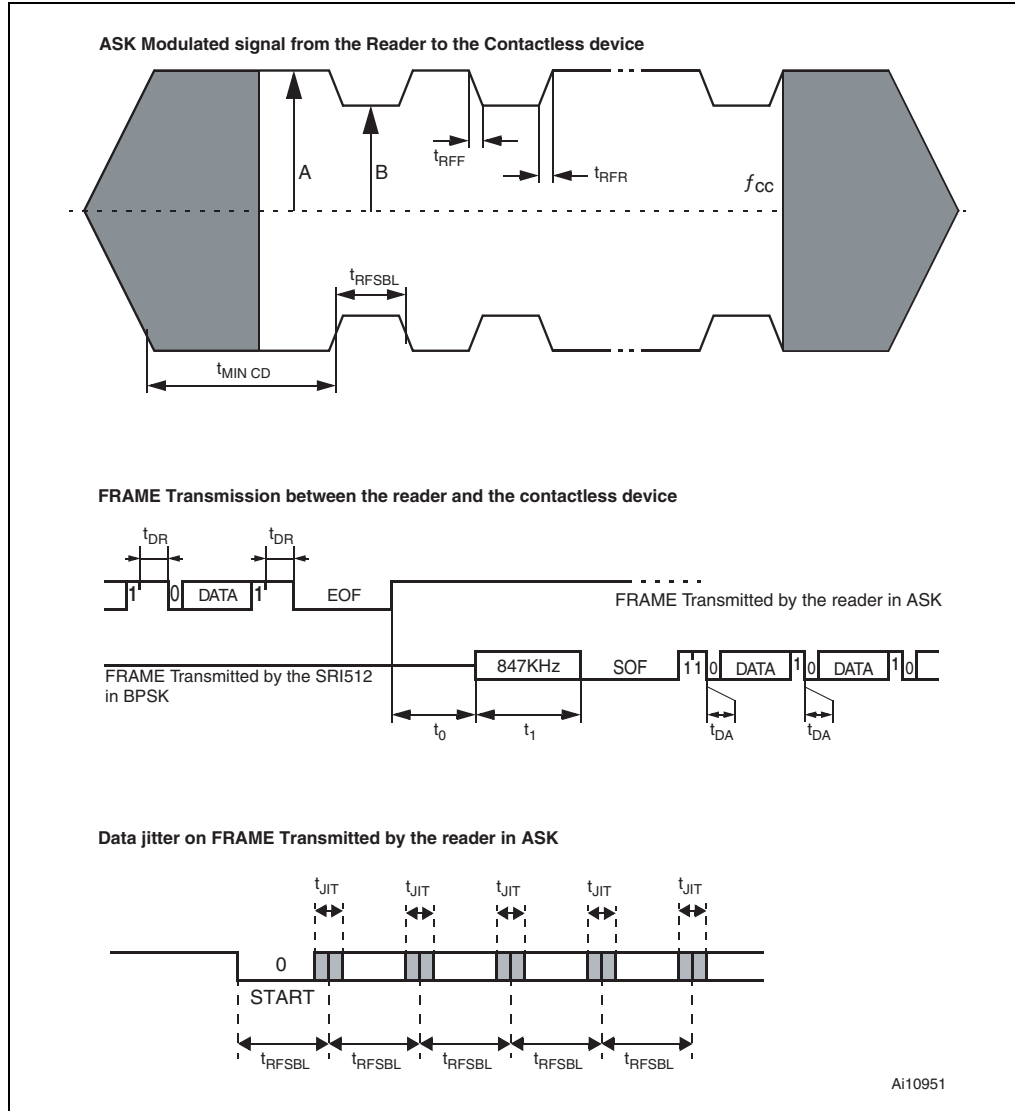 ASK Modulated signal from the Reader to the Contactless device
A
B
tRFF
tRFR
ƒcc
tRFSBL
tMIN CD
FRAME Transmission between the reader and the contactless device
tDR
tDR
1
0
DATA
1
EOF
FRAME Transmitted by the reader in ASK
847KHz
SOF
1 1
0
DATA
1
0
DATA
1
0
FRAME Transmitted by the SRI512
in BPSK
t0
t1
tDA
tDA
Data jitter on FRAME Transmitted by the reader in ASK
tJIT
tJIT
tJIT
tJIT
tJIT
0
START
tRFSBL
tRFSBL
tRFSBL
tRFSBL
tRFSBL
Ai10951